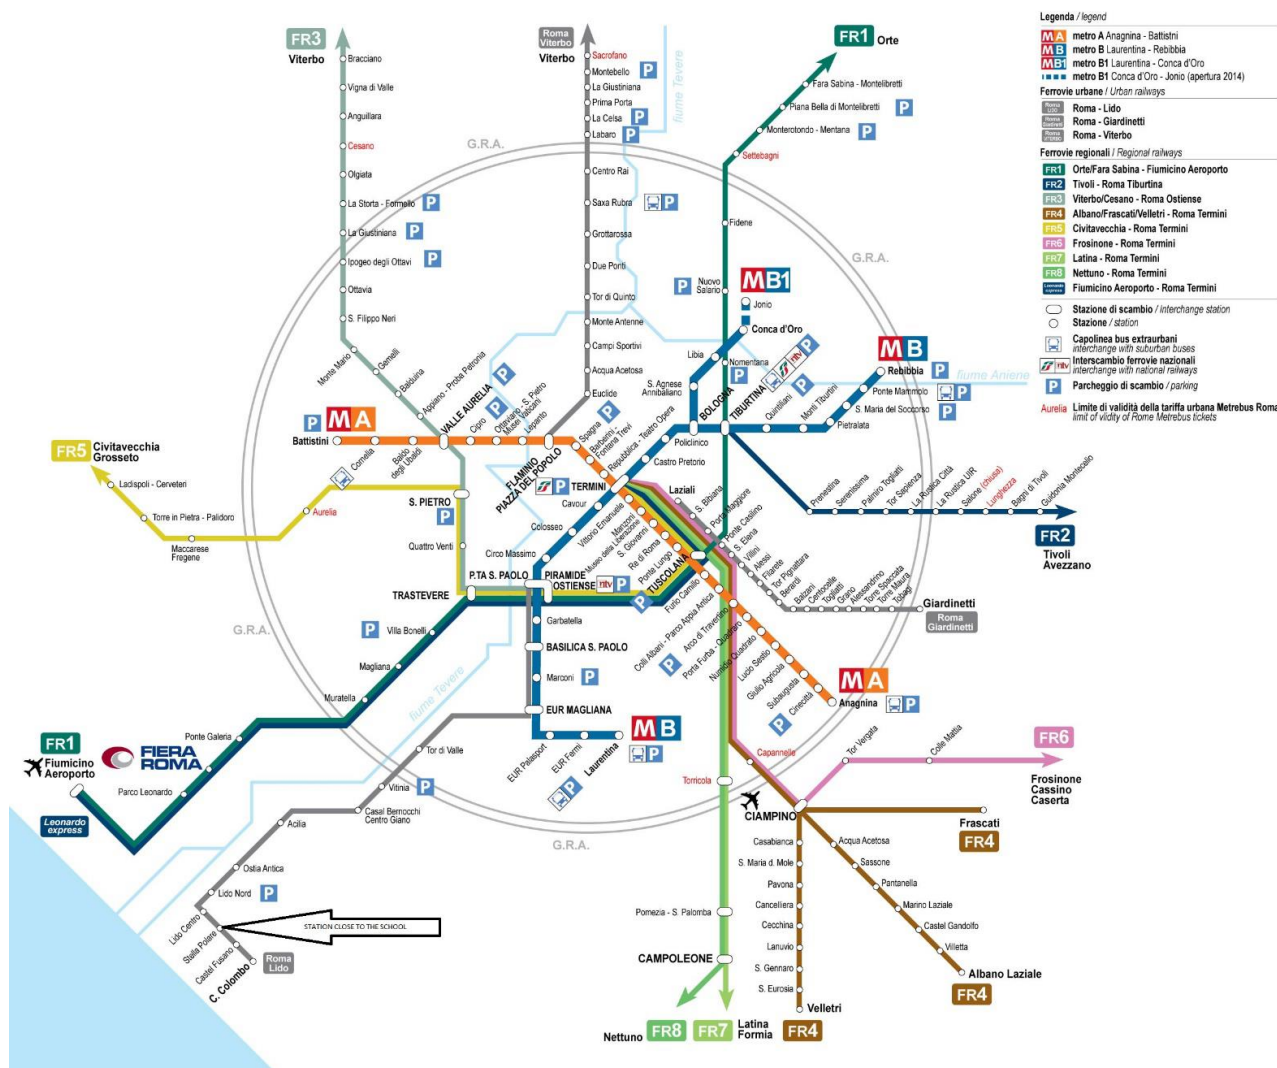 FR3
Viterbo
Bracciano
Vigna di Valle
Anguillara
Cesano
Olgiata
La Storta - Formello
La Giustiniana
Ipogeo degli Ottavi
Ottavia
S. Filippo Neri
Monte Mario
Gemelli
Balduina
Appiano - Proba Petronia
Roma
Viterbo
Viterbo
Sacrofano
Montebello
La Giustiniana
Prima Porta
La Celsa
Labaro
Centro Rai
Saxa Rubra
Grottarossa
Due Ponti
Tor di Quinto
Monte Antenne
Campi Sportivi
Acqua Acetosa
Euclide
fiume Tevere
G.R.A.
FR1 Orte
Fara Sabina - Montelibretti
Piana Bella di Montelibretti
Monterotondo - Mentana
Settebagni
Fidene
Nuovo
Salario
Nomentana
G.R.A.
MB1
Jonio
Conca d'Oro
Libia
S. Agnese
Annibaliano
BOLOGNA
TIBURTINA
ntv
MB
Rebibbia
Ponte Mammolo
S. Maria del Soccorso
Pietralata
Monti Tiburtini
Quintiliani
fiume Aniene
Policlinico
Castro Pretorio
MA
Battistini
Cornelia
Baldo
degli Ubaldi
VALLE AURELIA
Cipro
Ottaviano - S. Pietro
Musei Vaticani
Lepanto
FLAMINIO
PIAZZA DEL POPOLO
Spagna
Barberini -
Fontana Trevi
Repubblica - Teatro Opera
TERMINI
Cavour
Colosseo
Circo Massimo
Vittorio Emanuele
Manzoni
Museo della Liberazione
S. Giovanni
Re di Roma
Ponte Lungo
TUSCOLANA
Furio Camillo
Colli Albani - Parco Appia Antica
Arco di Travertino
Porta Furba - Quadraro
Numidio Quadrato
Lucio Sestio
Giulio Agricola
Subaugusta
Cinecittà
Anagnina
MA
Laziali
S. Bibiana
Porta Maggiore
Ponte Casilino
S. Elena
Villini
Alessi
Filarete
Tor Pignattara
Berardi
Balzani
Centocelle
Togliatti
Grano
Alessandrino
Torre Spaccata
Torre Maura
Tobagi
Giardinetti
Roma
Giardinetti
Prenestina
Serenissima
Palmiro Togliatti
Tor Sapienza
La Rustica Città
La Rustica UIR
Salone (chiusa)
Lunghezza
Bagni di Tivoli
Guidonia Montecelio
FR2
Tivoli
Avezzano
FR5
Civitavecchia
Grosseto
Ladispoli - Cerveteri
Torre in Pietra - Palidoro
Maccarese
Fregene
Aurelia
S. PIETRO
Quattro Venti
TRASTEVERE
P.TA S. PAOLO
PIRAMIDE
OSTIENSE
ntv
Garbatella
BASILICA S. PAOLO
Marconi
EUR MAGLIANA
EUR Palasport
EUR Fermi
Laurentina
MB
G.R.A.
Villa Bonelli
Magliana
Muratella
Ponte Galeria
Parco Leonardo
FR1
Fiumicino
Aeroporto
FIERA
ROMA
Leonardo
express
fiume Tevere
Tor di Valle
Vitinia
Casal Bernocchi
Centro Giano
Acilia
Ostia Antica
Lido Nord
Lido Centro
Stella Polare
Castel Fusano
C. Colombo
Roma
Lido
STATION CLOSE TO THE SCHOOL
G.R.A.
Capannelle
Torricola
Pomezia - S. Palomba
CAMPOLEONE
Nettuno FR8
FR7 Latina
Formia
CIAMPINO
Tor Vergata
Colle Mattia
FR6
Frosinone
Cassino
Caserta
Frascati
FR4
Casabianca
S. Maria d. Mole
Pavona
Cancelliera
Cecchina
Lanuvio
S. Gennaro
S. Eurosia
Velletri
FR4
Acqua Acetosa
Sassone
Pantanella
Marino Laziale
Castel Gandolfo
Villetta
Albano Laziale
FR4
Legenda / legend
MA metro A Anagnina - Battistni
MB metro B Laurentina - Rebibbia
MB1 metro B1 Laurentina - Conca d'Oro
metro B1 Conca d'Oro - Jonio (apertura 2014)
Ferrovie urbane / Urban railways
Roma - Lido
Roma - Giardinetti
Roma - Viterbo
Ferrovie regionali / Regional railways
FR1 Orte/Fara Sabina - Fiumicino Aeroporto
FR2 Tivoli - Roma Tiburtina
FR3 Viterbo/Cesano - Roma Ostiense
FR4 Albano/Frascati/Velletri - Roma Termini
FR5 Civitavecchia - Roma Termini
FR6 Frosinone - Roma Termini
FR7 Latina - Roma Termini
FR8 Nettuno - Roma Termini
Leonardo express Fiumicino Aeroporto - Roma Termini
Stazione di scambio / interchange station
Stazione / station
Capolinea bus extraurbani
interchange with suburban buses
Interscambio ferrovie nazionali
interchange with national railways
P Parcheggio di scambio / parking
Aurelia Limite di validità della tariffa urbana Metrebus Roma
limit of vidity of Rome Metrebus tickets